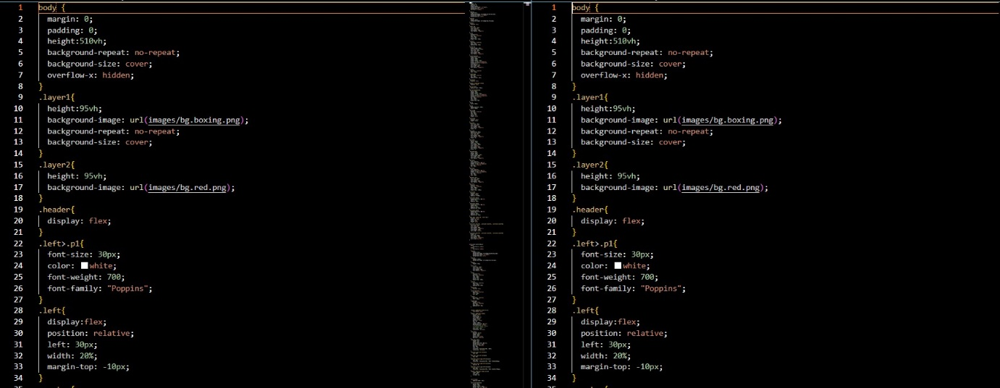 1 body {
2 margin: 0;
3 padding: 0;
4 height:510vh;
5 background-repeat: no-repeat;
6 background-size: cover;
7 overflow-x: hidden;
8 }
9 .layer1{
10 height:95vh;
11 background-image: url(images/bg.boxing.png);
12 background-repeat: no-repeat;
13 background-size: cover;
14 }
15 .layer2{
16 height: 95vh;
17 background-image: url(images/bg.red.png);
18 }
19 .header{
20 display: flex;
21 }
22 .left>.p1{
23 font-size: 30px;
24 color: white;
25 font-weight: 700;
26 font-family: "Poppins";
27 }
28 .left{
29 display:flex;
30 position: relative;
31 left: 30px;
32 width: 20%;
33 margin-top: -10px;
34 }
1 body {
2 margin: 0;
3 padding: 0;
4 height:510vh;
5 background-repeat: no-repeat;
6 background-size: cover;
7 overflow-x: hidden;
8 }
9 .layer1{
10 height:95vh;
11 background-image: url(images/bg.boxing.png);
12 background-repeat: no-repeat;
13 background-size: cover;
14 }
15 .layer2{
16 height: 95vh;
17 background-image: url(images/bg.red.png);
18 }
19 .header{
20 display: flex;
21 }
22 .left>.p1{
23 font-size: 30px;
24 color: white;
25 font-weight: 700;
26 font-family: "Poppins";
27 }
28 .left{
29 display:flex;
30 position: relative;
31 left: 30px;
32 width: 20%;
33 margin-top: -10px;
34 }